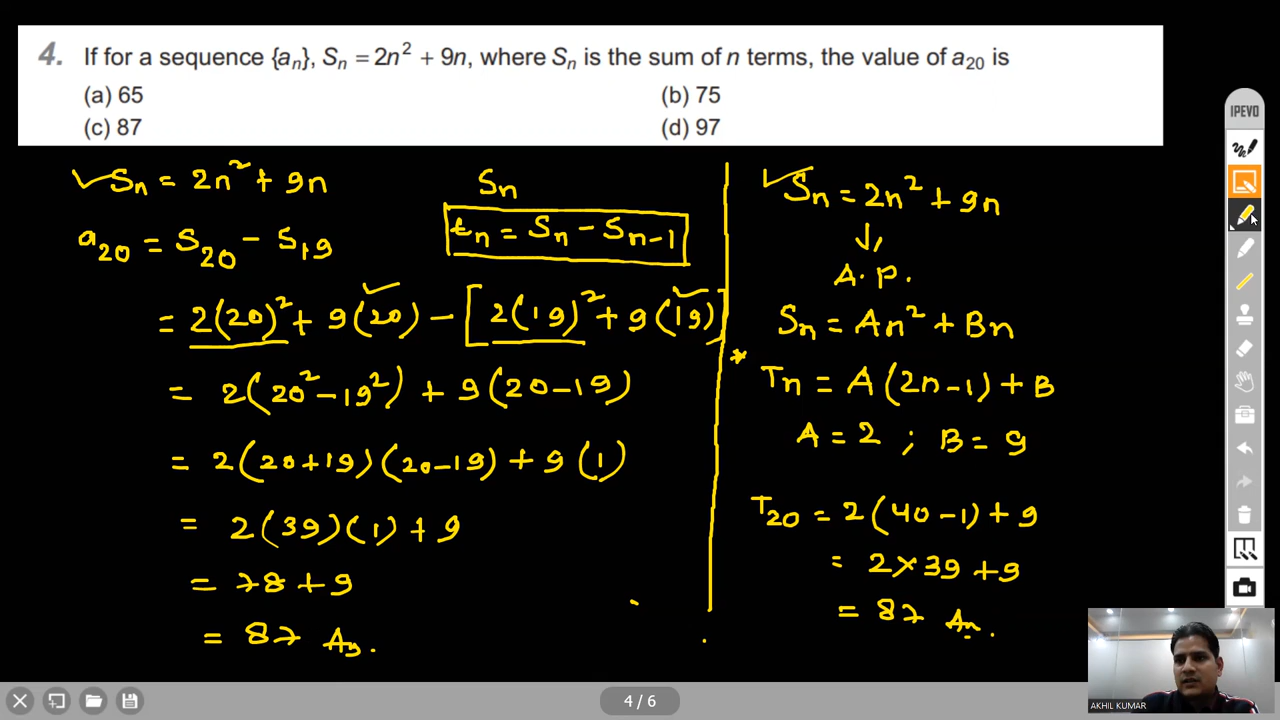 4. If for a sequence {aₙ}, Sₙ = 2n² + 9n, where Sₙ is the sum of n terms, the value of a₂₀ is
(a) 65 (b) 75
(c) 87 (d) 97
✓Sₙ = 2n² + 9n
a₂₀ = S₂₀ - S₁₉
= 2(20)² + 9(20) - [2(19)² + 9(19)]
= 2(20² - 19²) + 9(20-19)
= 2(20+19)(20-19) + 9(1)
= 2(39)(1) + 9
= 78 + 9
= 87 As.
Sₙ
tₙ = Sₙ - Sₙ₋₁
✓Sₙ = 2n² + 9n
↓,
A.P.
Sₙ = An² + Bn
* Tₙ = A(2n-1) + B
A = 2 ; B = 9
T₂₀ = 2(40-1) + 9
= 2×39 + 9
= 87 An.
IPEVO
4 / 6
AKHIL KUMAR